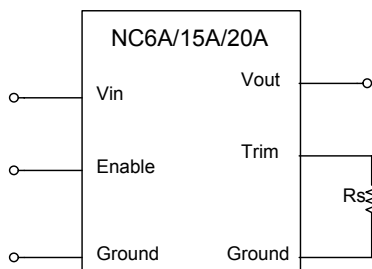 NC6A/15A/20A
Vin
Vout
Enable
Trim
Rs
Ground
Ground